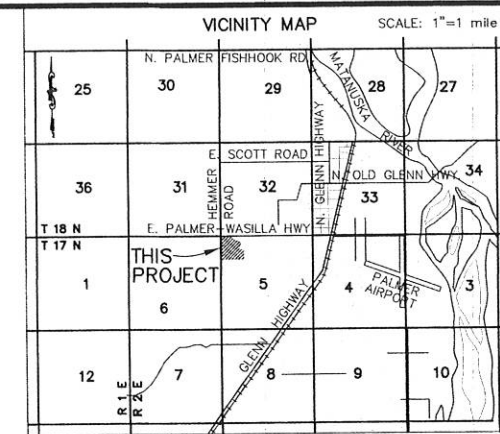 VICINITY MAP
SCALE: 1"=1 mile
N. PALMER FISHHOOK RD
25
30
29
28
27
MATANUSKA
RIVER
E. SCOTT ROAD
N. GLENN HIGHWAY
N. OLD GLENN HWY
34
36
31
HEMMER
ROAD
32
33
T 18 N
E. PALMER-WASILLA HWY
T 17 N
THIS
PROJECT
1
6
5
4
PALMER
AIRPORT
3
GLENN HIGHWAY
12
7
8
9
10
R 1 E
R 2 E